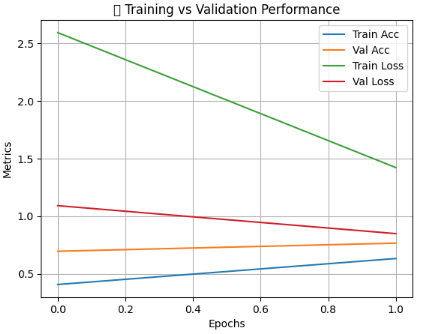 Training vs Validation Performance
Train Acc
Val Acc
Train Loss
Val Loss
Metrics
2.5
2.0
1.5
1.0
0.5
0.0 0.2 0.4 0.6 0.8 1.0
Epochs